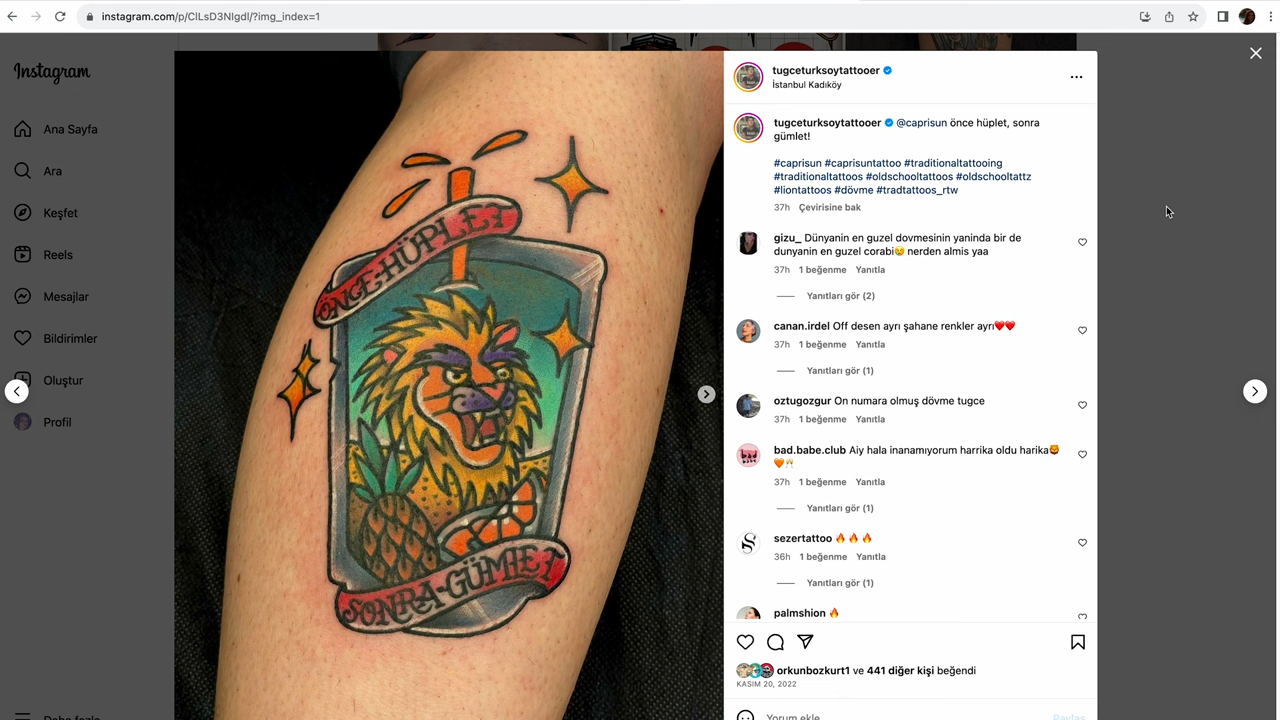 instagram.com/p/ClLsD3NIgdl/?img_index=1
Instagram
Ana Sayfa
Ara
Keşfet
Reels
Mesajlar
Bildirimler
Oluştur
Profil
Daha fazla
ÖNCE-HÜPLET
SONRA-GÜMLET
tugceturksoytattooer
İstanbul Kadıköy
tugceturksoytattooer @caprisun önce hüplet, sonra
gümlet!
#caprisun #caprisuntattoo #traditionaltattooing
#traditionaltattoos #oldschooltattoos #oldschooltattz
#liontattoos #dövme #tradtattoos_rtw
37h Çevirisine bak
gizu_ Dünyanin en guzel dovmesinin yaninda bir de
dunyanin en guzel corabi😢 nerden almis yaa
37h 1 beğenme Yanıtla
Yanıtları gör (2)
canan.irdel Off desen ayrı şahane renkler ayrı❤️❤️
37h 1 beğenme Yanıtla
Yanıtları gör (1)
oztugozgur On numara olmuş dövme tugce
37h 1 beğenme Yanıtla
bad.babe.club Aiy hala inanamıyorum harrika oldu harika🦁
🧡🥂
37h 1 beğenme Yanıtla
Yanıtları gör (1)
sezertattoo 🔥🔥🔥
36h 1 beğenme Yanıtla
Yanıtları gör (1)
palmshion 🔥
orkunbozkurt1 ve 441 diğer kişi beğendi
KASIM 20, 2022
Yorum ekle
Paylaş